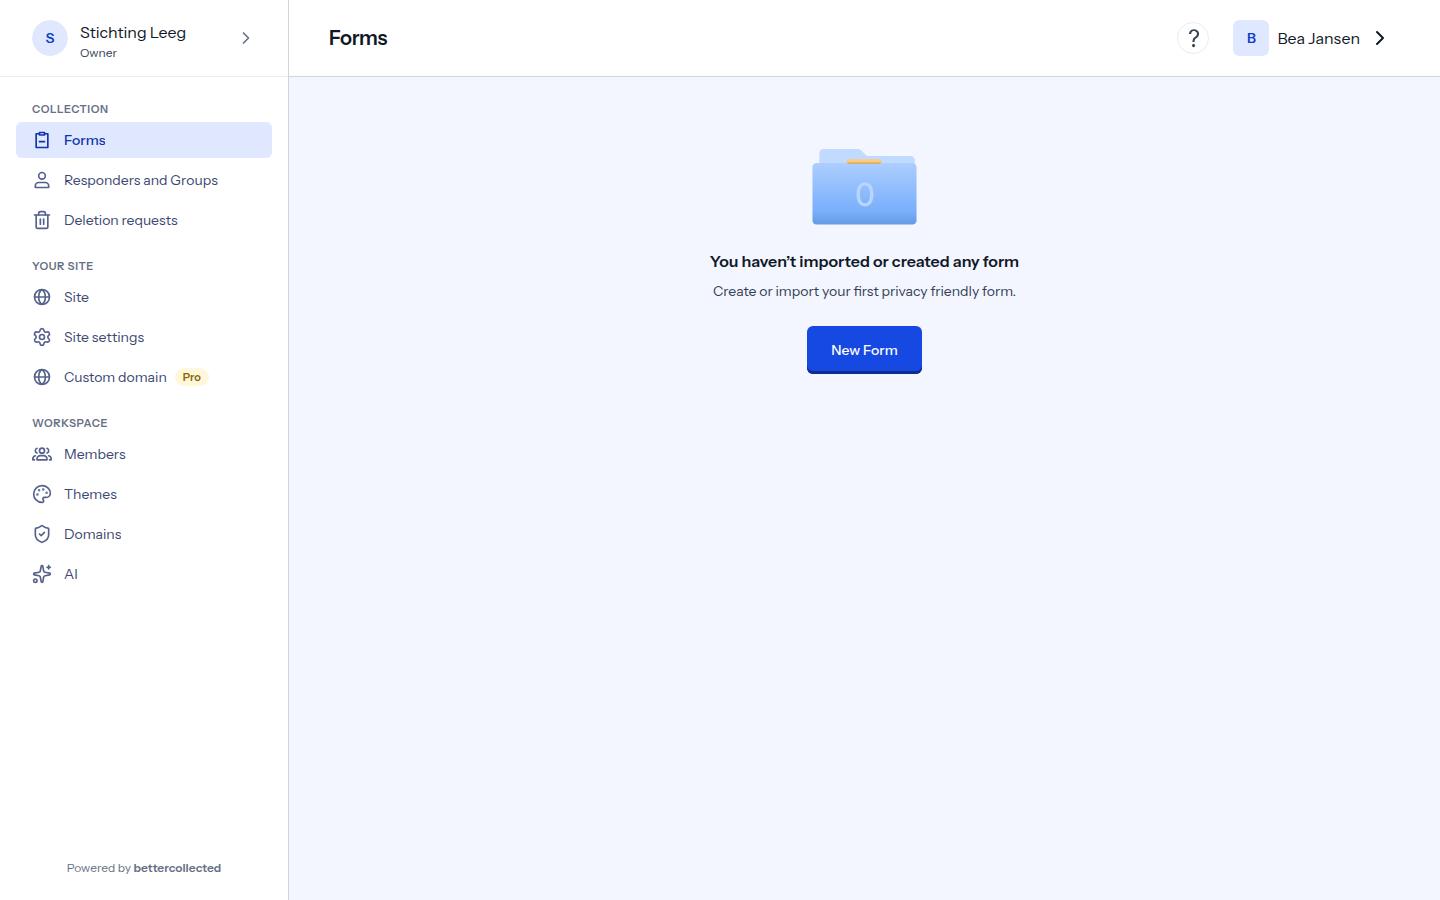 S
Stichting Leeg
Owner
Forms
?
B
Bea Jansen
COLLECTION
Forms
Responders and Groups
Deletion requests
YOUR SITE
Site
Site settings
Custom domain Pro
WORKSPACE
Members
Themes
Domains
AI
Powered by bettercollected
0
You haven't imported or created any form
Create or import your first privacy friendly form.
New Form